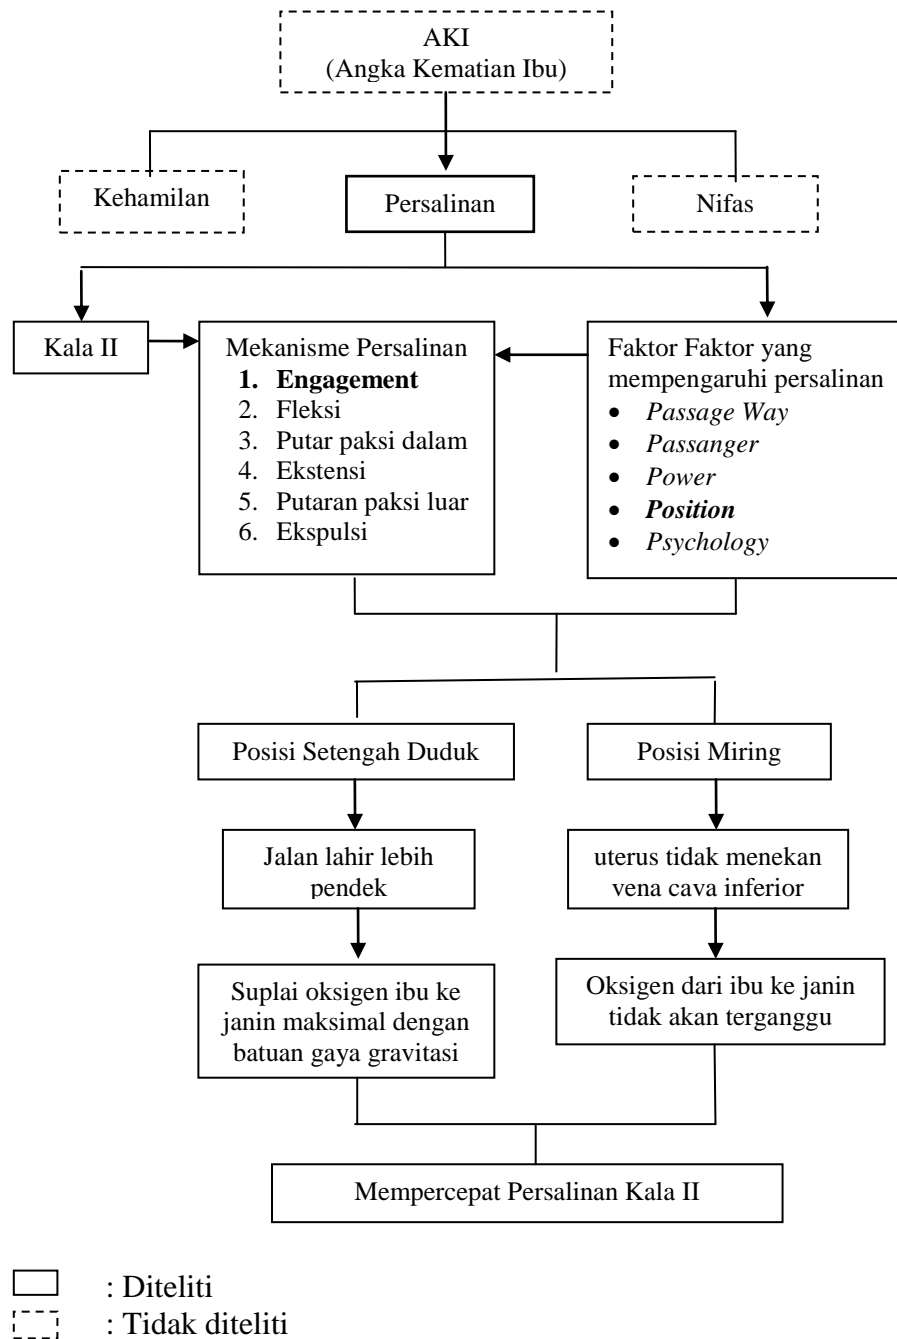 AKI
(Angka Kematian Ibu)
Kehamilan
Persalinan
Nifas
Kala II
Mekanisme Persalinan
1. Engagement
2. Fleksi
3. Putar paksi dalam
4. Ekstensi
5. Putaran paksi luar
6. Ekspulsi
Faktor Faktor yang
mempengaruhi persalinan
• Passage Way
• Passanger
• Power
• Position
• Psychology
Posisi Setengah Duduk
Posisi Miring
Jalan lahir lebih
pendek
uterus tidak menekan
vena cava inferior
Suplai oksigen ibu ke
janin maksimal dengan
batuan gaya gravitasi
Oksigen dari ibu ke janin
tidak akan terganggu
Mempercepat Persalinan Kala II
: Diteliti
: Tidak diteliti